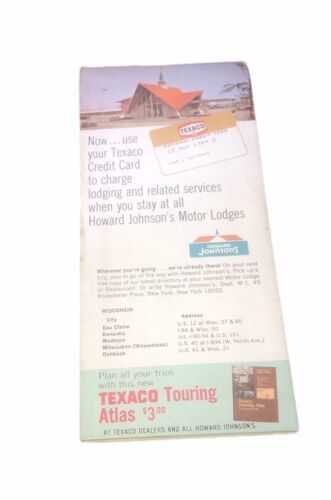 TEXACO
NATIONAL CREDIT CARD
Now...use
your Texaco
Credit Card
to charge
lodging and related services
when you stay at all
Howard Johnson's Motor Lodges
HOWARD
JOHNSON'S
Wherever you're going . . . we're already there! On your next
trip, plan to go all the way with Howard Johnson's. Pick up a
free copy of our latest directory at your nearest Motor Lodge
or Restaurant. Or write Howard Johnson's, Dept. M-1, 45
Rockefeller Plaza, New York, New York 10020.
WISCONSIN
City Address
Eau Claire U.S. 12 at Wisc. 37 & 85
Kenosha I-94 & Wisc. 50
Madison Jct. I-90-94 & U.S. 151
Milwaukee (Wauwatosa) U.S. 45 at I-894 (W. North Ave.)
Oshkosh U.S. 41 & 21
Plan all your trips
with this new
TEXACO Touring
Atlas $3.00
AT TEXACO DEALERS AND ALL HOWARD JOHNSON'S